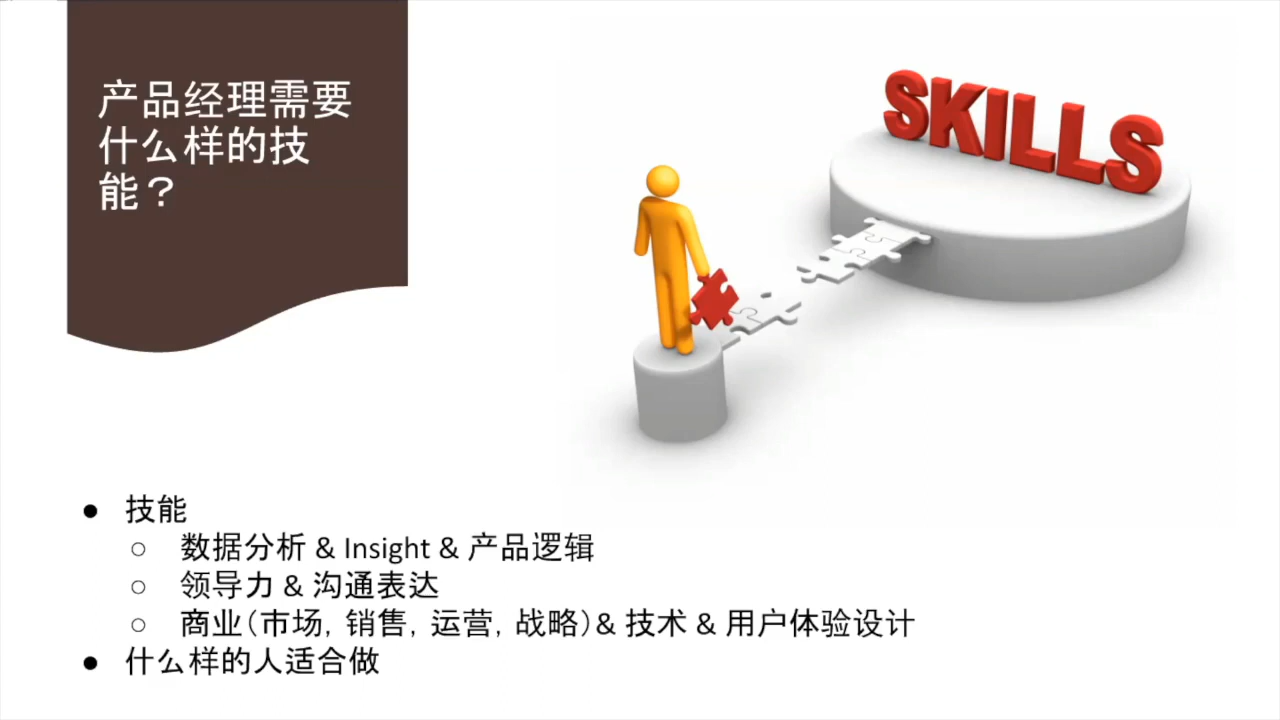 产品经理需要
什么样的技
能？
SKILLS
● 技能
○ 数据分析 & Insight & 产品逻辑
○ 领导力 & 沟通表达
○ 商业（市场，销售，运营，战略）& 技术 & 用户体验设计
● 什么样的人适合做